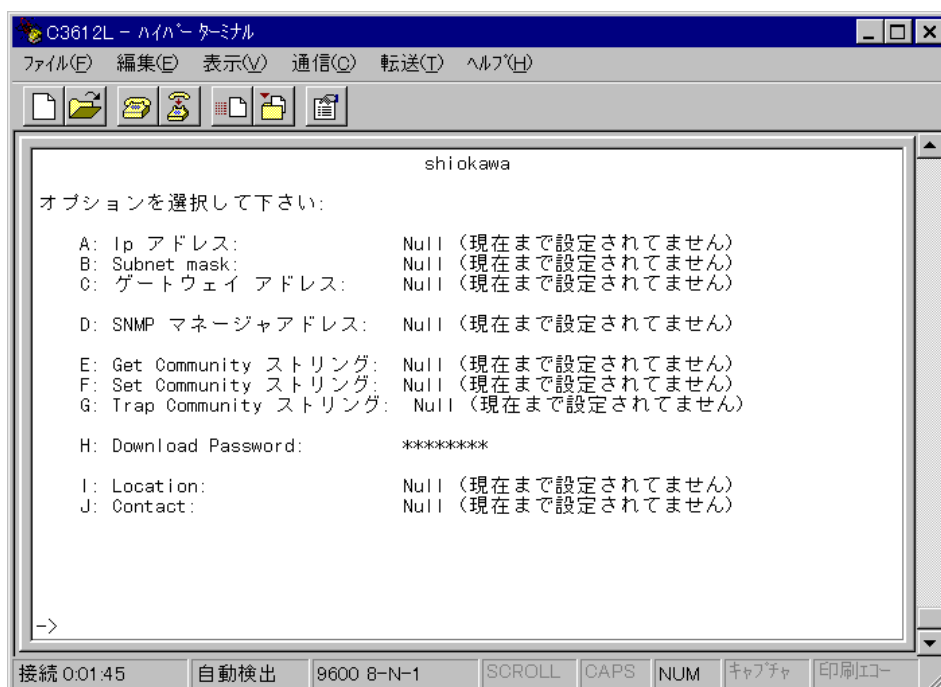 C3612L - ハイパーターミナル
ファイル(F) 編集(E) 表示(V) 通信(C) 転送(T) ヘルプ(H)
shiokawa
オプションを選択して下さい:
A: Ip アドレス: Null (現在まで設定されてません)
B: Subnet mask: Null (現在まで設定されてません)
C: ゲートウェイ アドレス: Null (現在まで設定されてません)
D: SNMP マネージャアドレス: Null (現在まで設定されてません)
E: Get Community ストリング: Null (現在まで設定されてません)
F: Set Community ストリング: Null (現在まで設定されてません)
G: Trap Community ストリング: Null (現在まで設定されてません)
H: Download Password: ********
I: Location: Null (現在まで設定されてません)
J: Contact: Null (現在まで設定されてません)
->
接続 0:01:45 自動検出 9600 8-N-1 SCROLL CAPS NUM キャプチャ 印刷エコー